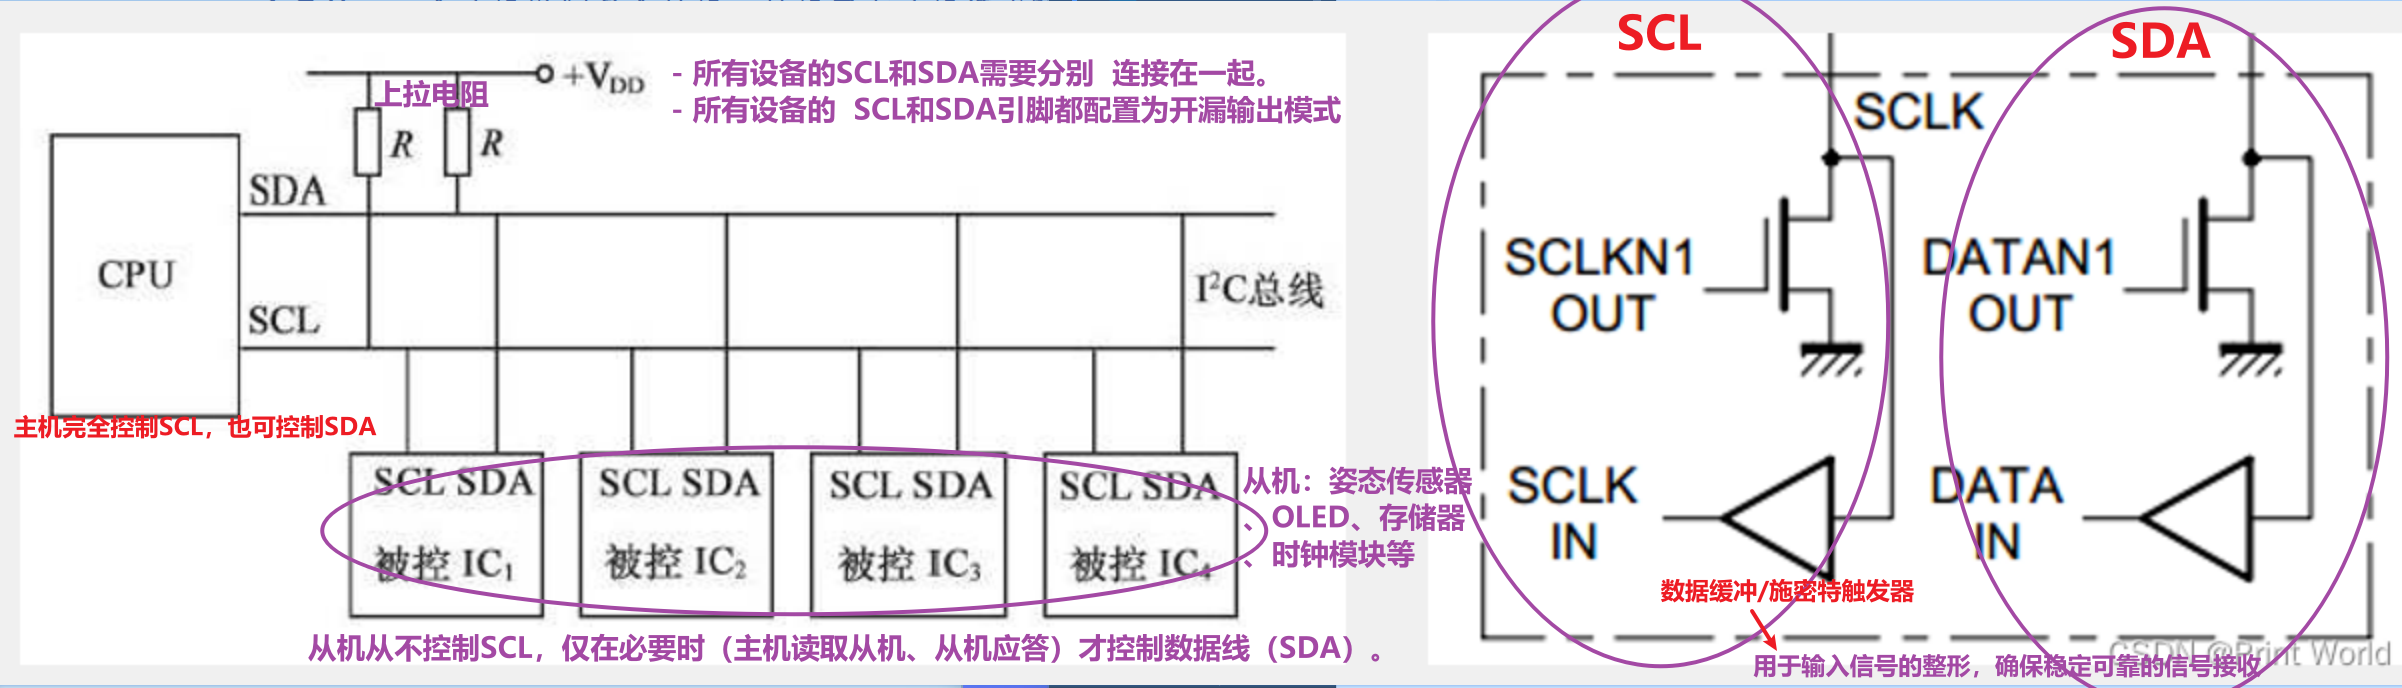 +VDD
- 所有设备的SCL和SDA需要分别 连接在一起。
- 所有设备的 SCL和SDA引脚都配置为开漏输出模式
上拉电阻
R
R
SDA
CPU
SCL
I²C总线
主机完全控制SCL，也可控制SDA
SCL SDA
被控 IC1
SCL SDA
被控 IC2
SCL SDA
被控 IC3
SCL SDA
被控 IC4
从机：姿态传感器
、OLED、存储器
、时钟模块等
从机从不控制SCL，仅在必要时（主机读取从机、从机应答）才控制数据线（SDA）。
SCL
SDA
SCLK
SCLKN1
OUT
DATAN1
OUT
SCLK
IN
DATA
IN
数据缓冲/施密特触发器
用于输入信号的整形，确保稳定可靠的信号接收
CSDN @Print World